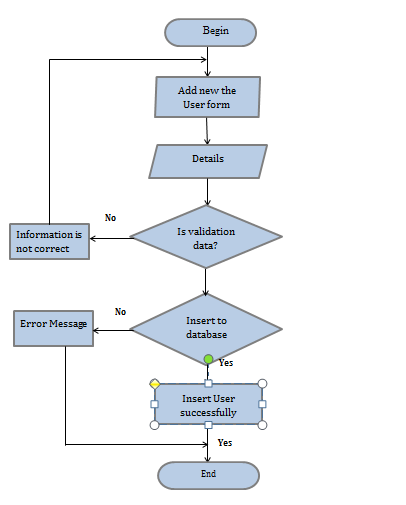 Begin
Add new the
User form
Details
Is validation
data?
No
Information is
not correct
Insert to
database
No
Error Message
Yes
Insert User
successfully
Yes
End